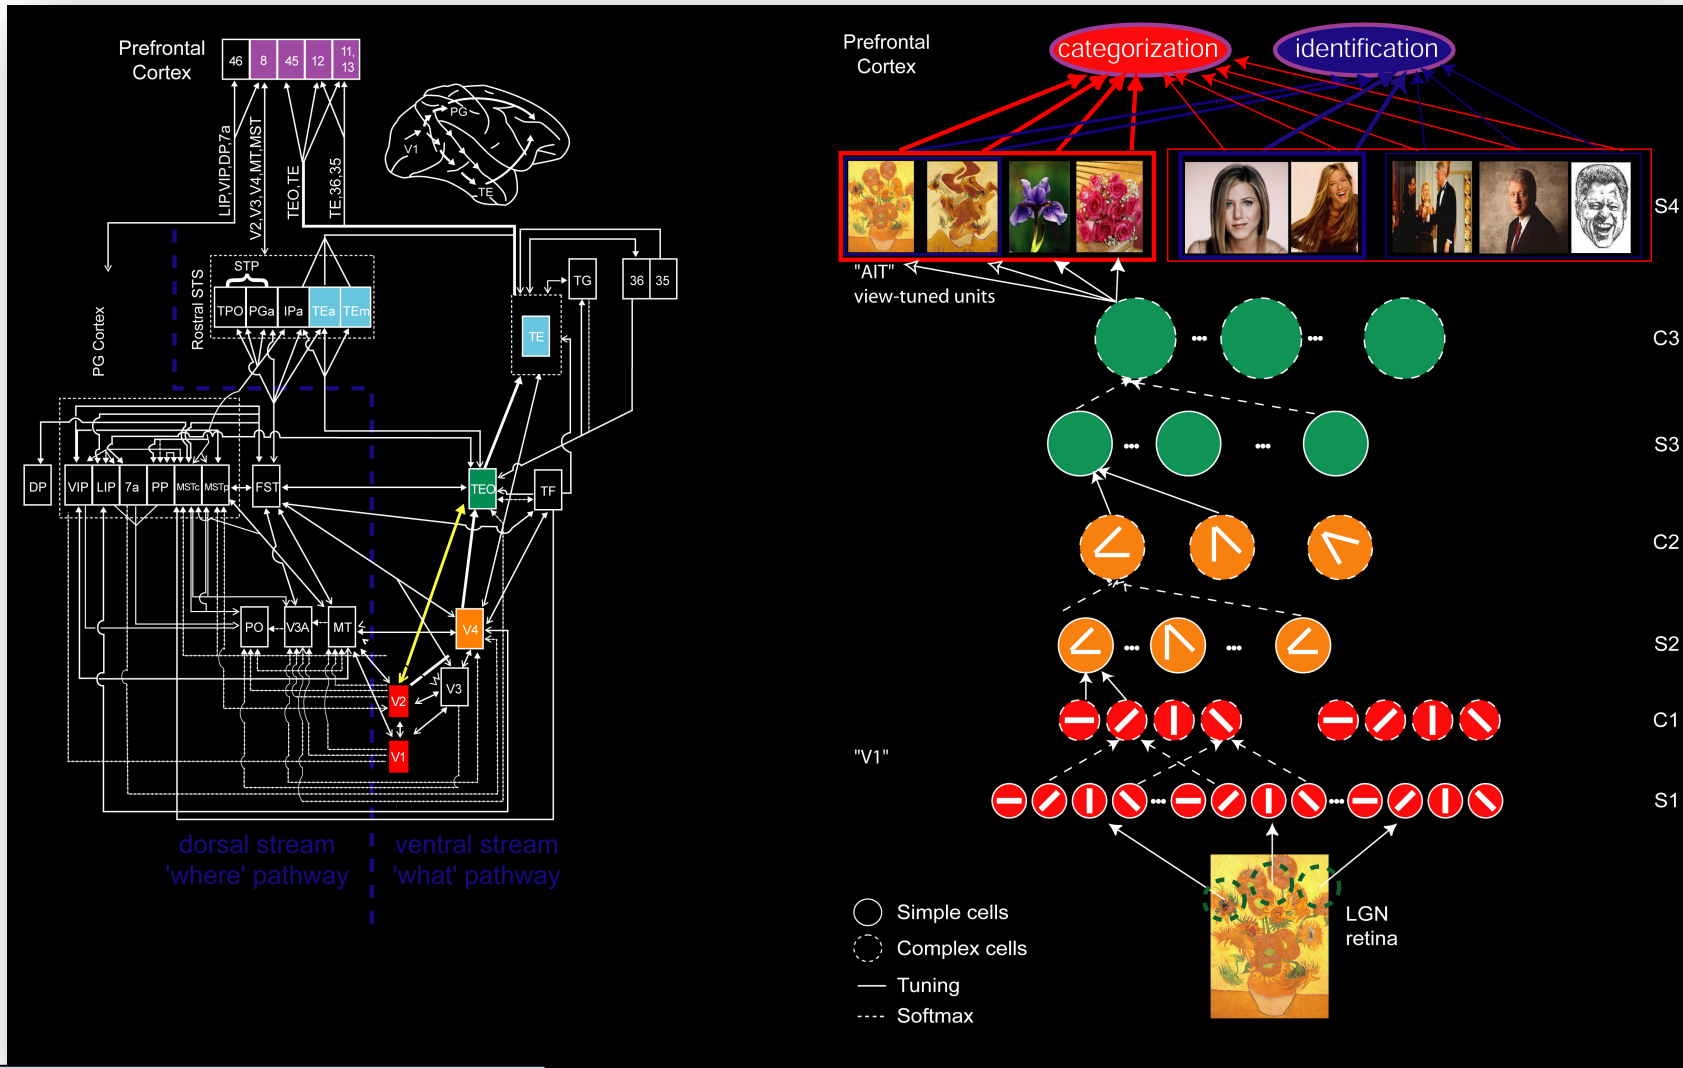 Prefrontal
Cortex
46
8
45
12
11,
13
LIP,VIP,DP,7a
V2,V3,V4,MT,MST
TEO,TE
TE,36,35
PG
V1
TE
PG Cortex
Rostral STS
STP
TPO
PGa
IPa
TEa
TEm
TG
36
35
TE
DP
VIP
LIP
7a
PP
MSTc
MSTp
FST
TEO
TF
PO
V3A
MT
V4
V3
V2
V1
dorsal stream
'where' pathway
ventral stream
'what' pathway
Prefrontal
Cortex
categorization
identification
S4
"AIT"
view-tuned units
C3
S3
C2
S2
C1
"V1"
S1
LGN
retina
Simple cells
Complex cells
Tuning
Softmax